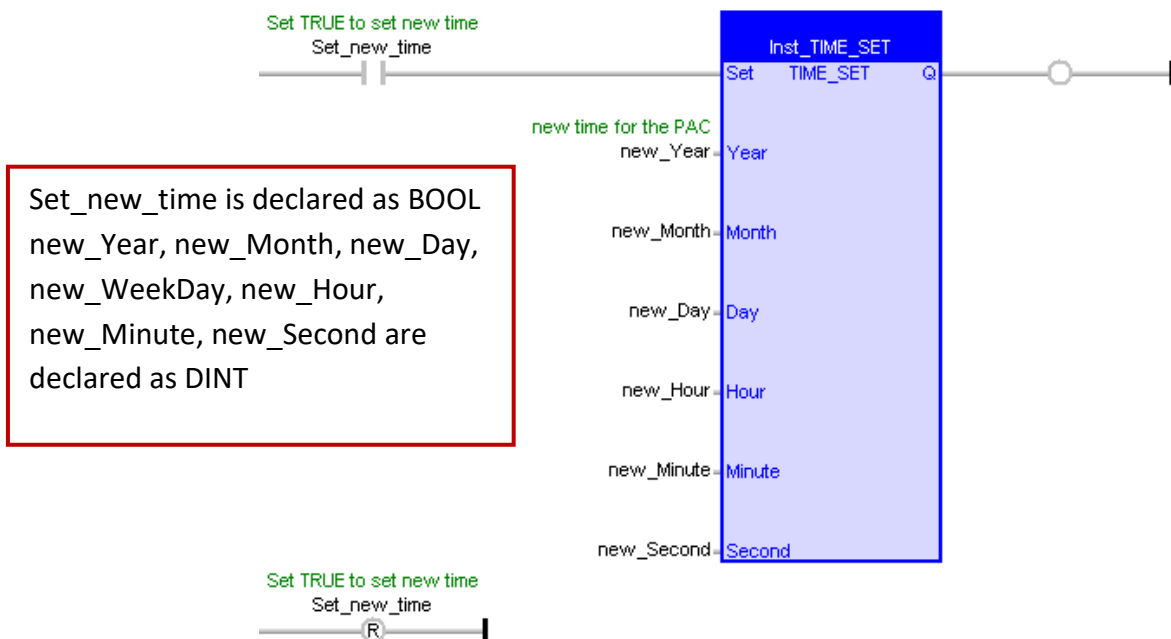 Set TRUE to set new time
Set_new_time
Inst_TIME_SET
Set TIME_SET Q
new time for the PAC
new_Year Year
Set_new_time is declared as BOOL
new_Year, new_Month, new_Day,
new_WeekDay, new_Hour,
new_Minute, new_Second are
declared as DINT
new_Month Month
new_Day Day
new_Hour Hour
new_Minute Minute
new_Second Second
Set TRUE to set new time
Set_new_time
R